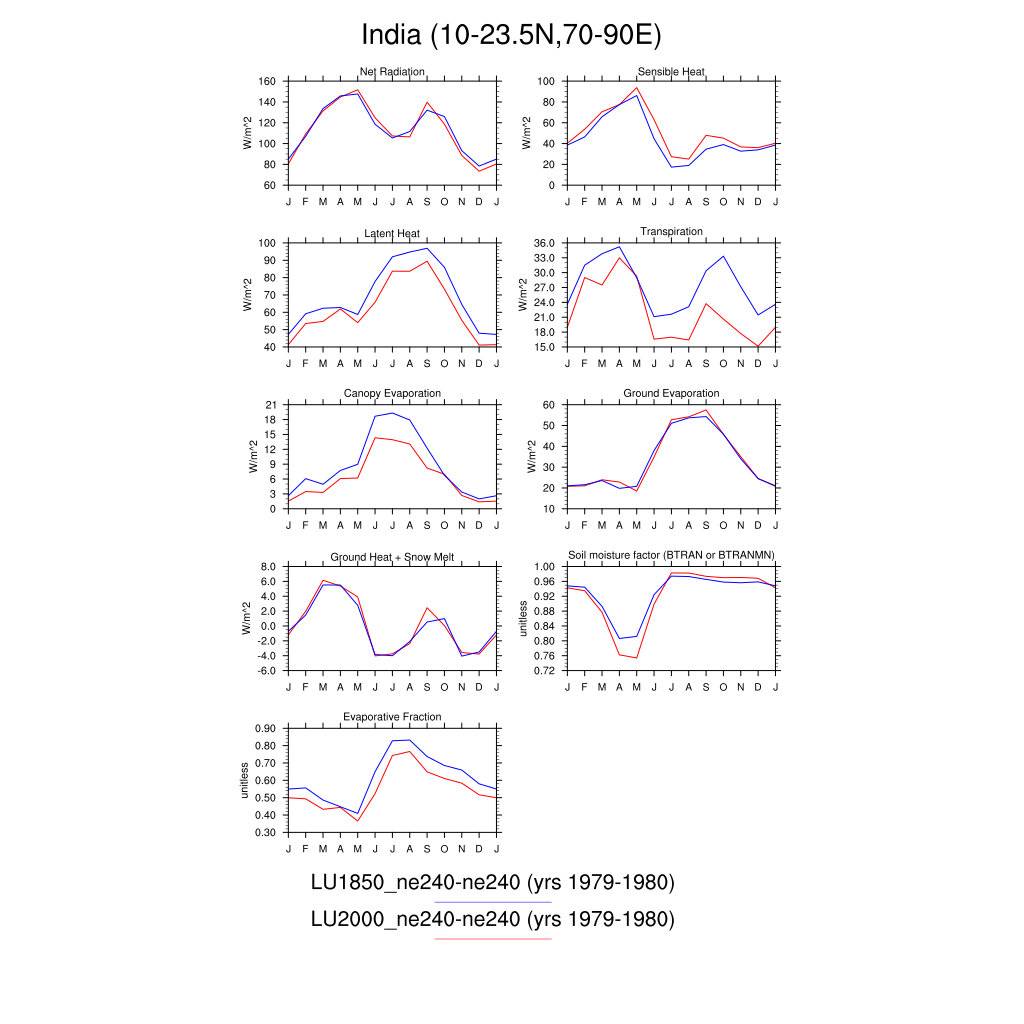 India (10-23.5N,70-90E)
Net Radiation
W/m^2
160
140
120
100
80
60
J F M A M J J A S O N D J
Sensible Heat
W/m^2
100
80
60
40
20
0
J F M A M J J A S O N D J
Latent Heat
W/m^2
100
90
80
70
60
50
40
J F M A M J J A S O N D J
Transpiration
W/m^2
36.0
33.0
30.0
27.0
24.0
21.0
18.0
15.0
J F M A M J J A S O N D J
Canopy Evaporation
W/m^2
21
18
15
12
9
6
3
0
J F M A M J J A S O N D J
Ground Evaporation
W/m^2
60
50
40
30
20
10
J F M A M J J A S O N D J
Ground Heat + Snow Melt
W/m^2
8.0
6.0
4.0
2.0
0.0
-2.0
-4.0
-6.0
J F M A M J J A S O N D J
Soil moisture factor (BTRAN or BTRANMN)
unitless
1.00
0.96
0.92
0.88
0.84
0.80
0.76
0.72
J F M A M J J A S O N D J
Evaporative Fraction
unitless
0.90
0.80
0.70
0.60
0.50
0.40
0.30
J F M A M J J A S O N D J
LU1850_ne240-ne240 (yrs 1979-1980)
LU2000_ne240-ne240 (yrs 1979-1980)